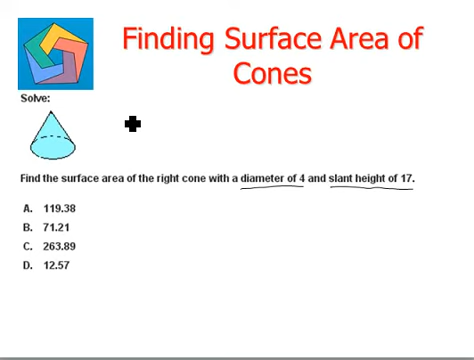 Finding Surface Area of
Cones
Solve:
Find the surface area of the right cone with a diameter of 4 and slant height of 17.
A. 119.38
B. 71.21
C. 263.89
D. 12.57